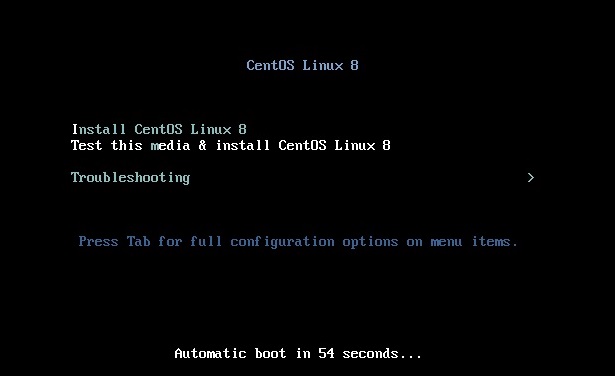 CentOS Linux 8
Install CentOS Linux 8
Test this media & install CentOS Linux 8
Troubleshooting >
Press Tab for full configuration options on menu items.
Automatic boot in 54 seconds...